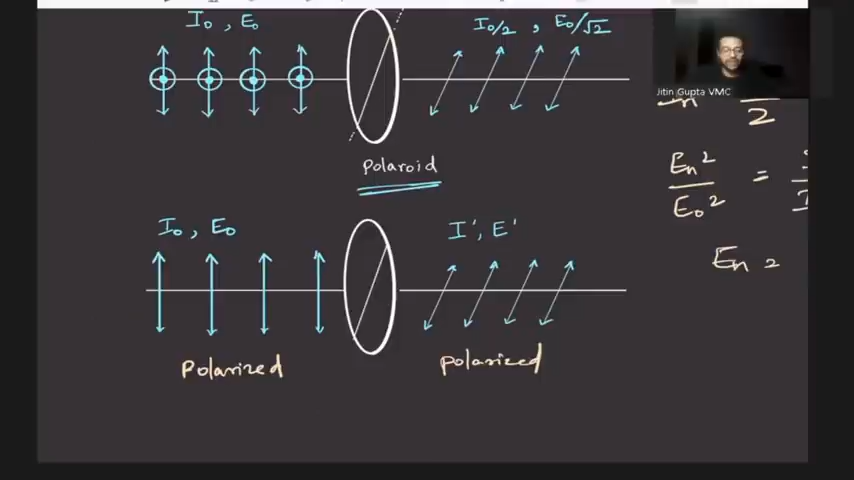 I₀, E₀
I₀/2, E₀/√2
Jitin Gupta VMC
2
Polaroid
Eₙ²
E₀²
=
I₀, E₀
I', E'
Eₙ =
Polarized
Polarized